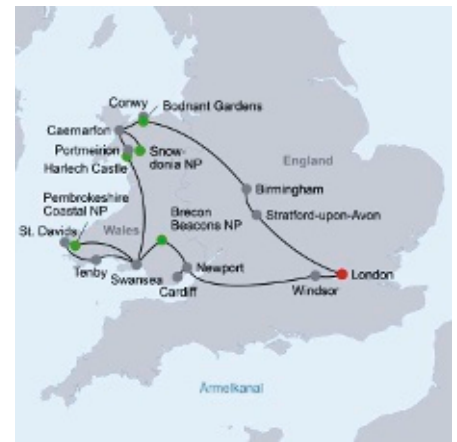 Conwy
Bodnant Gardens
Caernarfon
Portmeirion
Harlech Castle
Snow-
donia NP
England
Birmingham
Stratford-upon-Avon
Pembrokeshire
Coastal NP
St. Davids
Wales
Brecon
Beacons NP
Tenby
Swansea
Newport
Cardiff
Windsor
London
Ärmelkanal